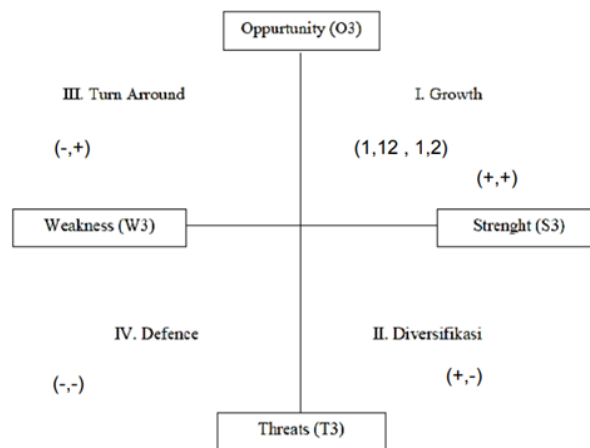 Oppurtunity (O3)
III. Turn Arround
I. Growth
(-,+)
(1,12 , 1,2)
(+,+)
Weakness (W3)
Strenght (S3)
IV. Defence
II. Diversifikasi
(-,-)
(+,-)
Threats (T3)